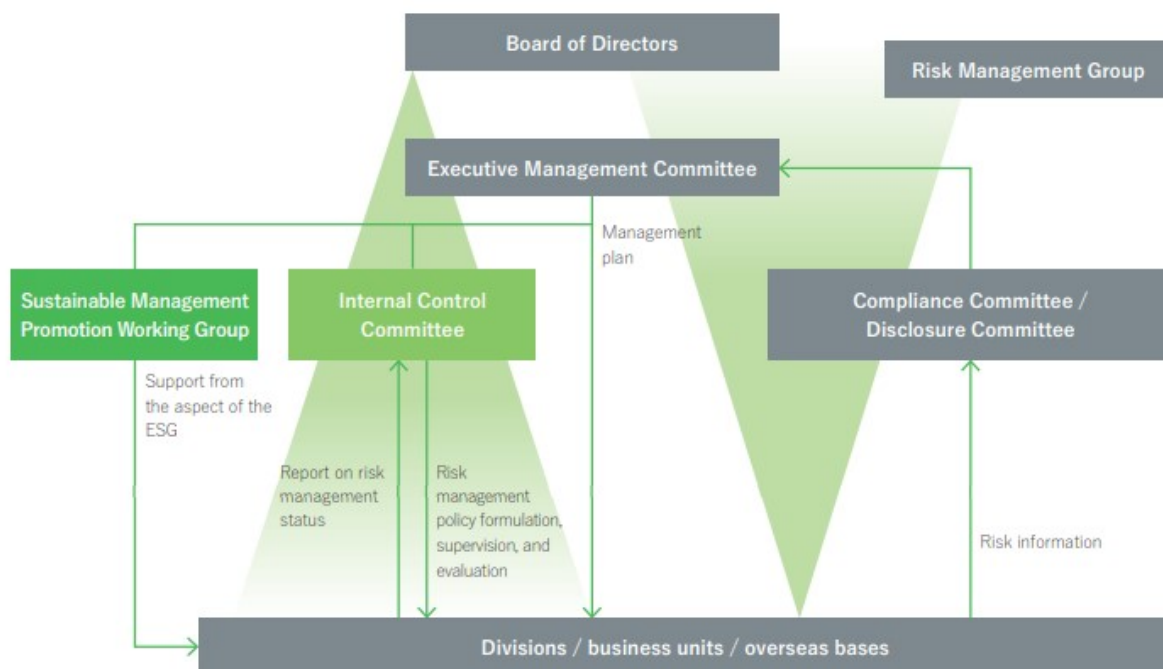 Board of Directors
Risk Management Group
Executive Management Committee
Management
plan
Sustainable Management
Promotion Working Group
Internal Control
Committee
Compliance Committee /
Disclosure Committee
Support from
the aspect of the
ESG
Report on risk
management
status
Risk
management
policy formulation,
supervision, and
evaluation
Risk information
Divisions / business units / overseas bases